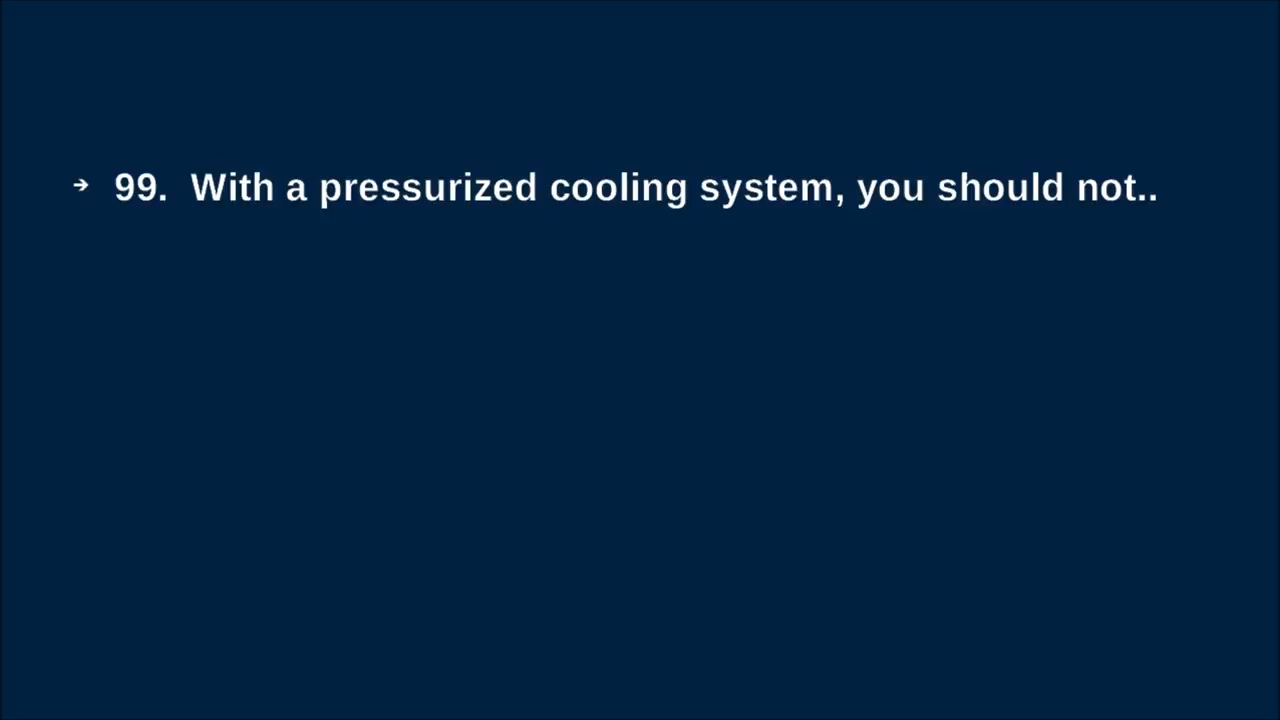 ➔ 99. With a pressurized cooling system, you should not..